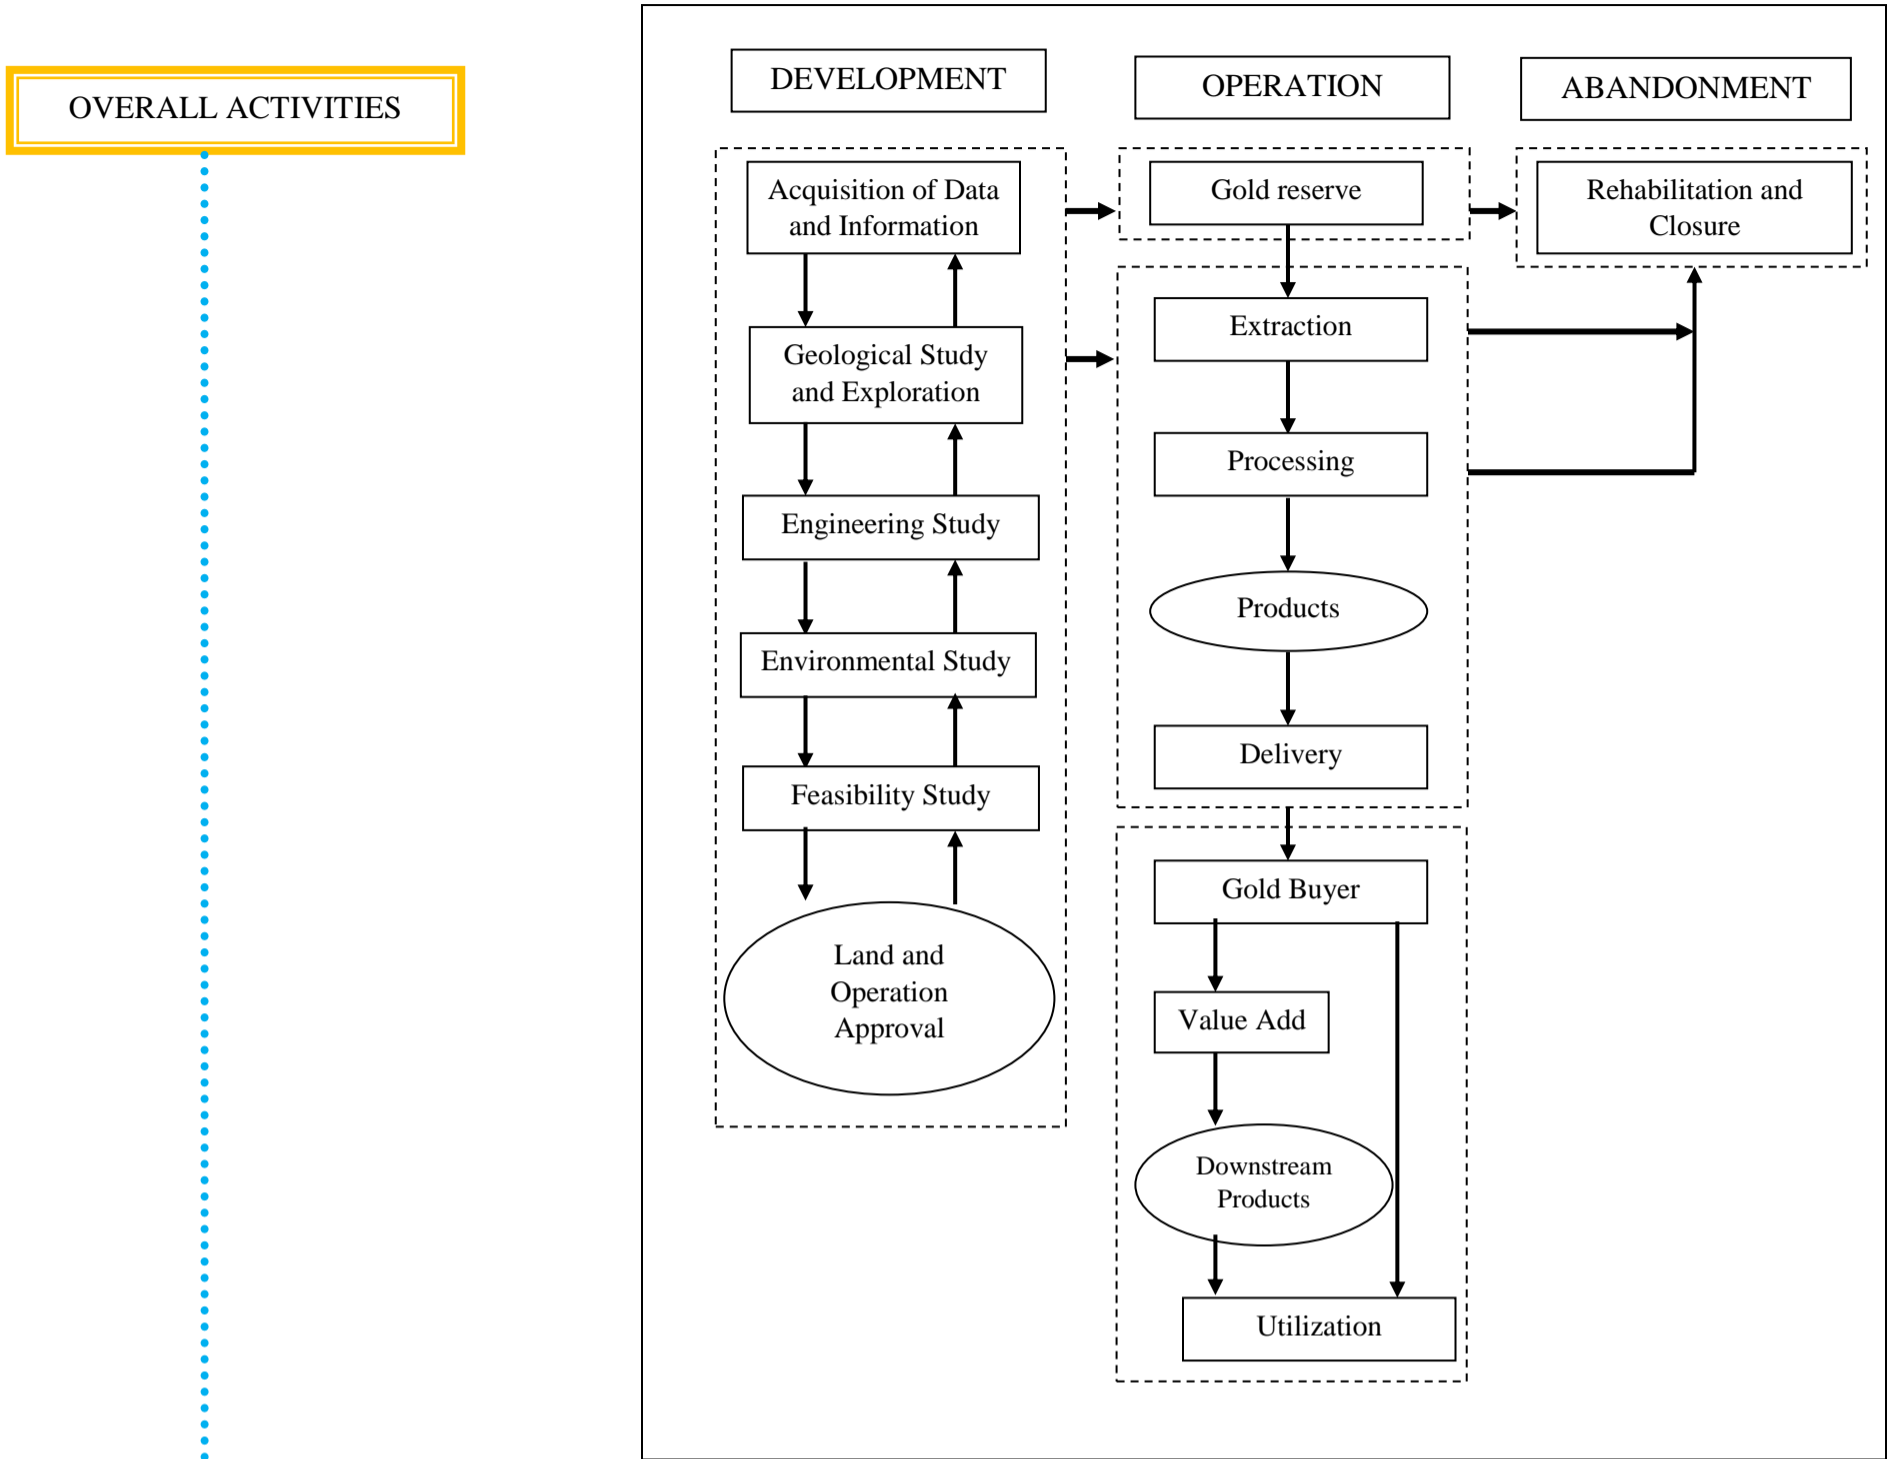 OVERALL ACTIVITIES
DEVELOPMENT
Acquisition of Data
and Information
Geological Study
and Exploration
Engineering Study
Environmental Study
Feasibility Study
Land and
Operation
Approval
OPERATION
Gold reserve
Extraction
Processing
Products
Delivery
Gold Buyer
Value Add
Downstream
Products
Utilization
ABANDONMENT
Rehabilitation and
Closure